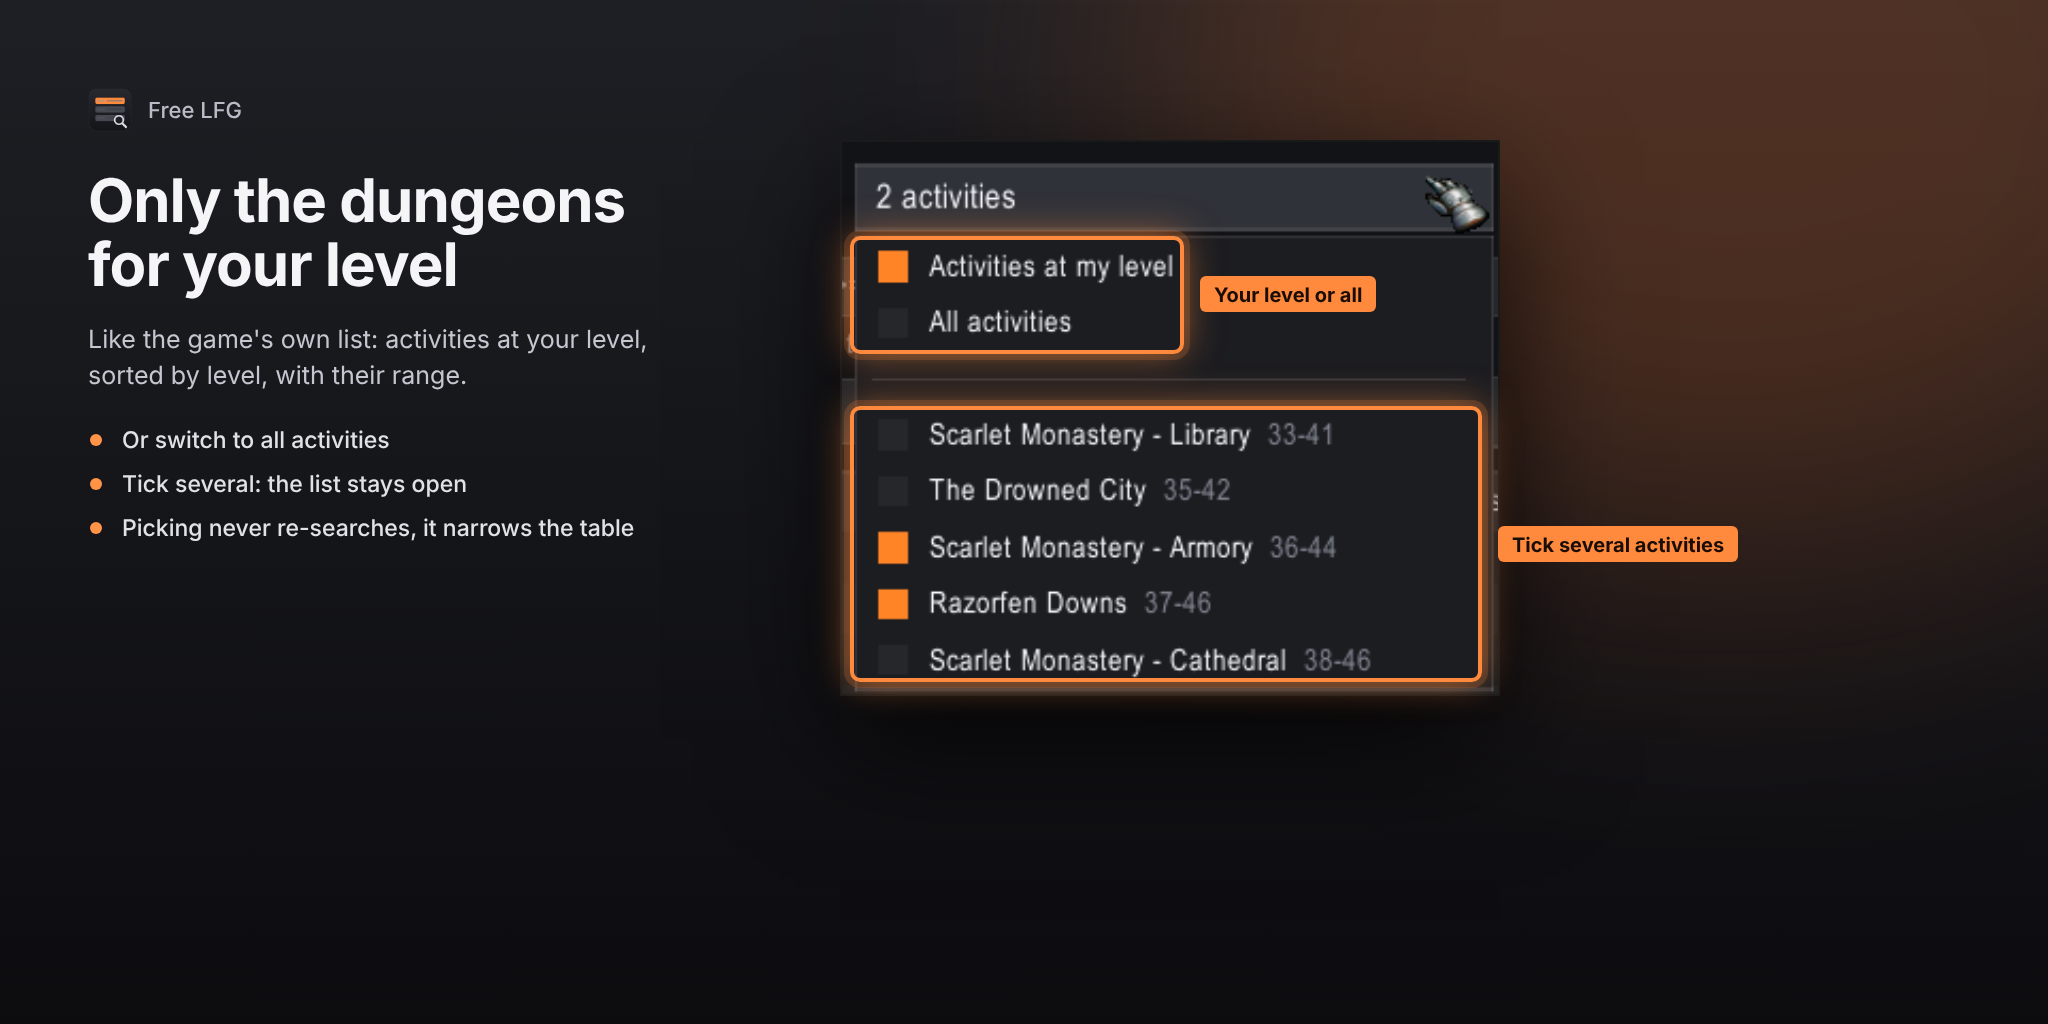 Free LFG
Only the dungeons
for your level
Like the game's own list: activities at your level,
sorted by level, with their range.
Or switch to all activities
Tick several: the list stays open
Picking never re-searches, it narrows the table
2 activities
Activities at my level
All activities
Your level or all
Scarlet Monastery - Library 33-41
The Drowned City 35-42
Scarlet Monastery - Armory 36-44
Razorfen Downs 37-46
Scarlet Monastery - Cathedral 38-46
Tick several activities